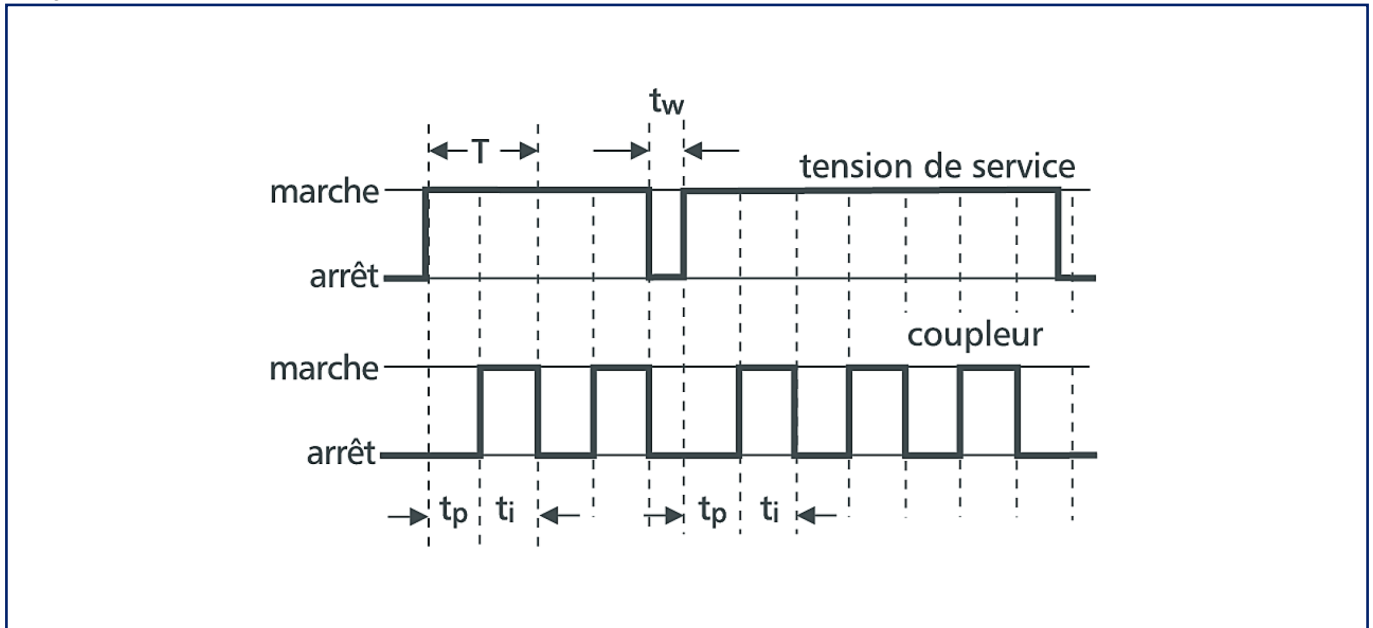 tw
T
tension de service
marche
arrêt
coupleur
marche
arrêt
tp ti tp ti